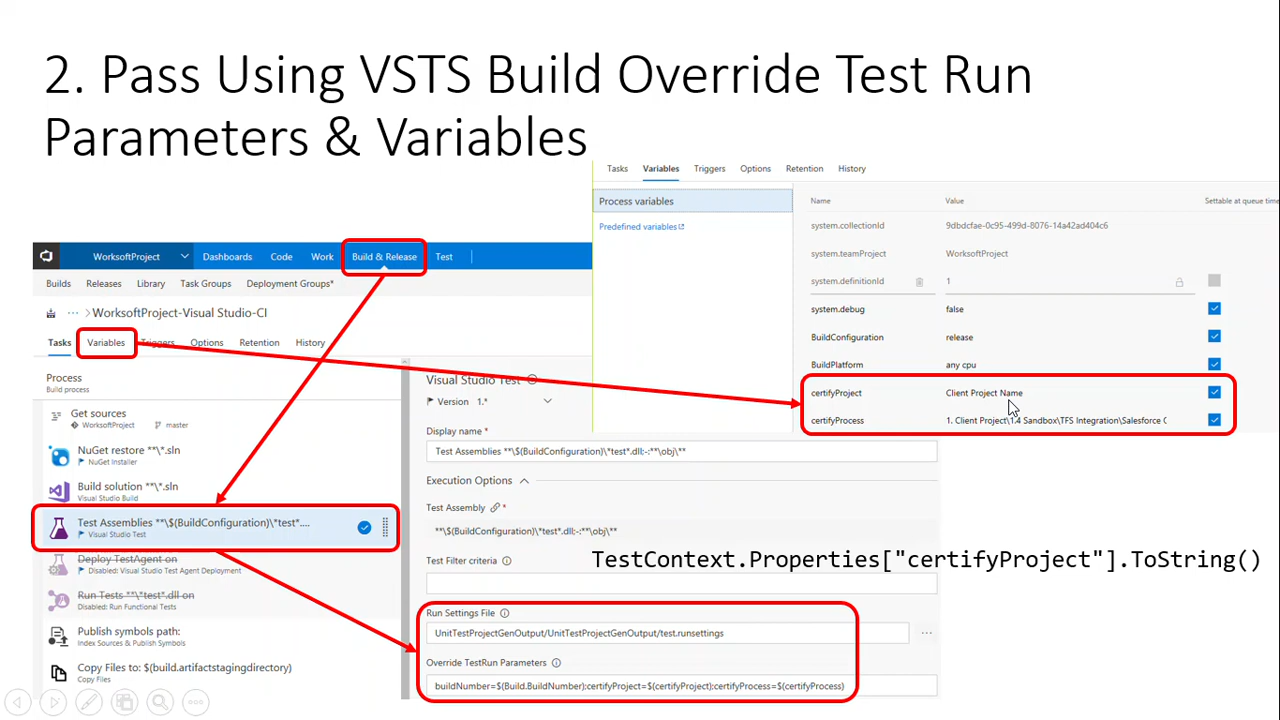 2. Pass Using VSTS Build Override Test Run
Parameters & Variables
Tasks Variables Triggers Options Retention History
Process variables
Predefined variables
Name Value Settable at queue time
system.collectionId 9dbdcfae-0c95-499d-8076-14a42ad404c6
system.teamProject WorksoftProject
system.definitionId 1
system.debug false
BuildConfiguration release
BuildPlatform any cpu
certifyProject Client Project Name
certifyProcess 1. Client Project\1.4 Sandbox\TFS Integration\Salesforce C
WorksoftProject Dashboards Code Work Build & Release Test
Builds Releases Library Task Groups Deployment Groups*
... > WorksoftProject-Visual Studio-CI
Tasks Variables Triggers Options Retention History
Process
Build process
Get sources
WorksoftProject master
NuGet restore **\*.sln
NuGet Installer
Build solution **\*.sln
Visual Studio Build
Test Assemblies **\$(BuildConfiguration)\*test*....
Visual Studio Test
Deploy TestAgent on
Disabled: Visual Studio Test Agent Deployment
Run Tests **\*test*.dll on
Disabled: Run Functional Tests
Publish symbols path:
Index Sources & Publish Symbols
Copy Files to: $(build.artifactstagingdirectory)
Copy Files
Visual Studio Test
Version 1.*
Display name *
Test Assemblies **\$(BuildConfiguration)\*test*.dll;-:**\obj\**
Execution Options
Test Assembly *
**\$(BuildConfiguration)\*test*.dll;-:**\obj\**
Test Filter criteria
TestContext.Properties["certifyProject"].ToString()
Run Settings File
UnitTestProjectGenOutput/UnitTestProjectGenOutput/test.runsettings
...
Override TestRun Parameters
buildNumber=$(Build.BuildNumber);certifyProject=$(certifyProject);certifyProcess=$(certifyProcess)